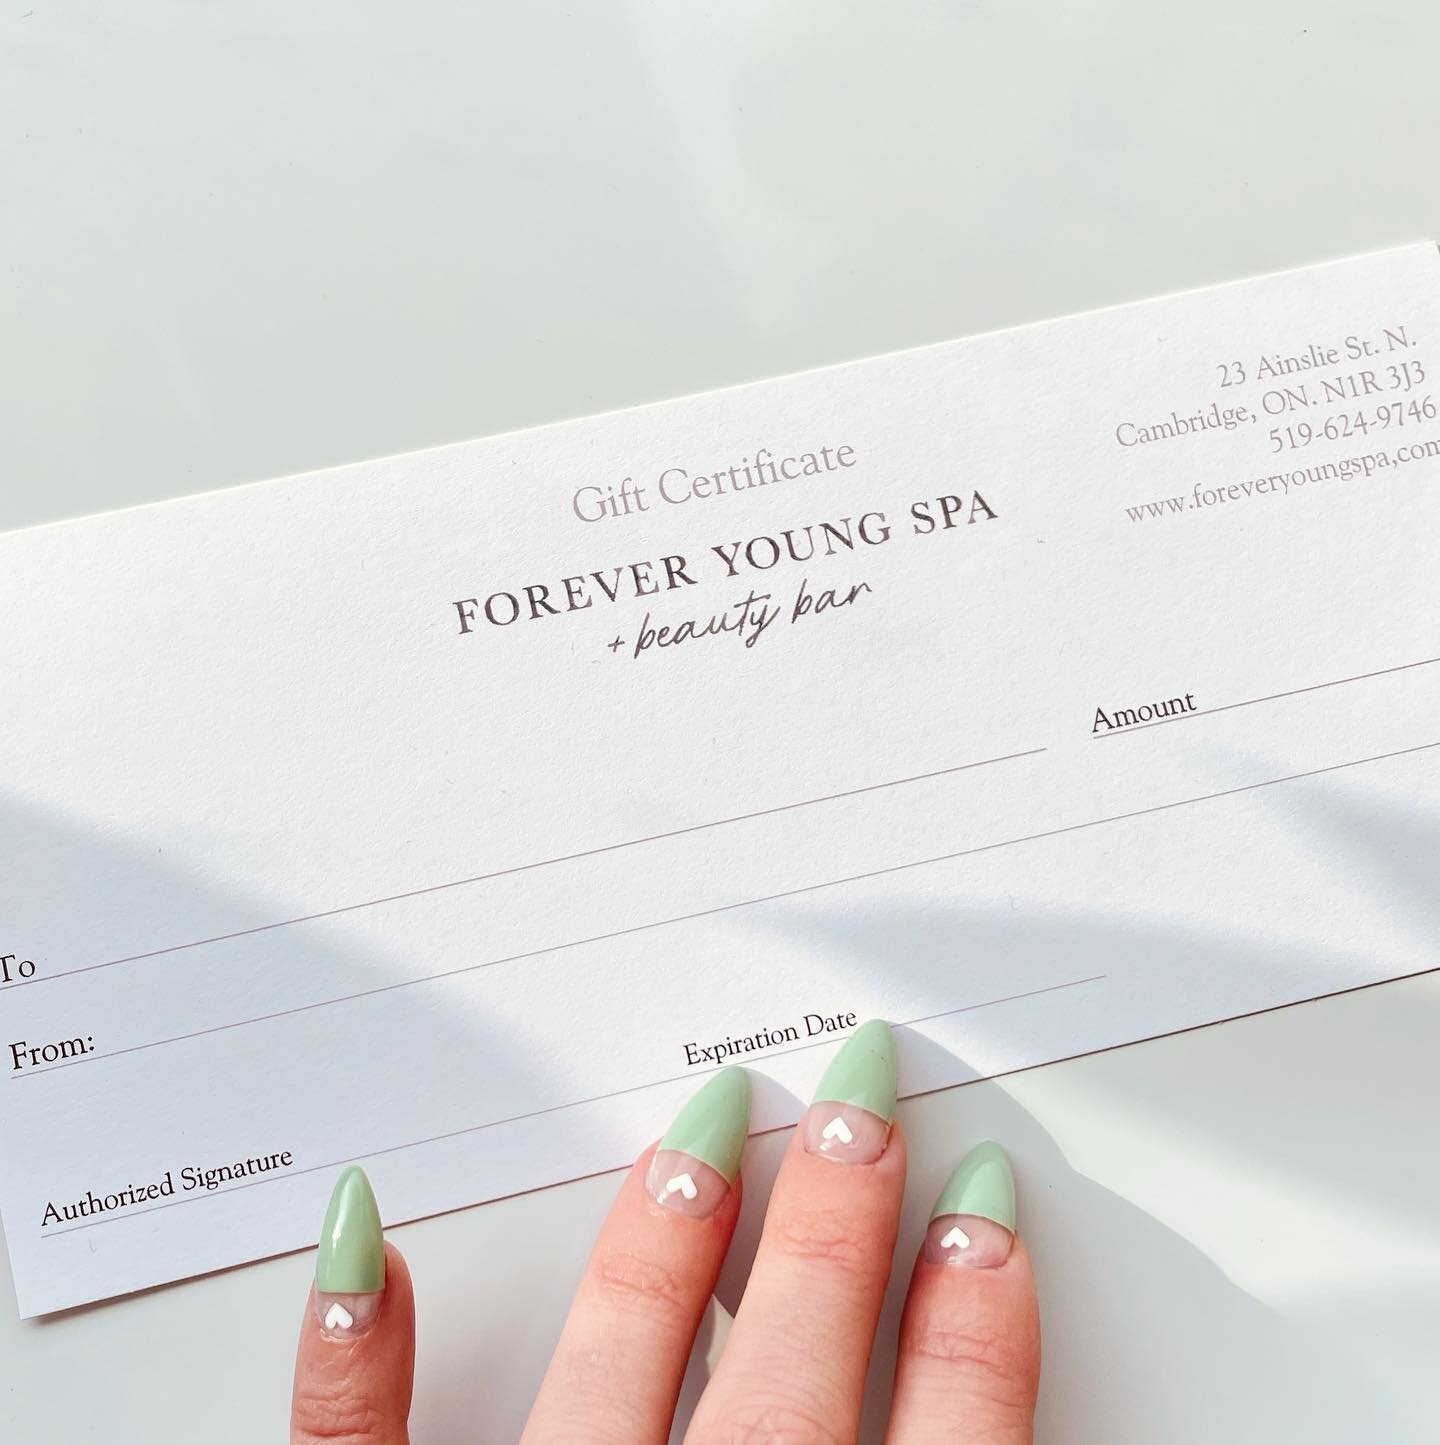 Gift Certificate
FOREVER YOUNG SPA
+ beauty bar
23 Ainslie St. N.
Cambridge, ON. N1R 3J3
519-624-9746
www.foreveryoungspa,com
Amount
To
From:
Expiration Date
Authorized Signature